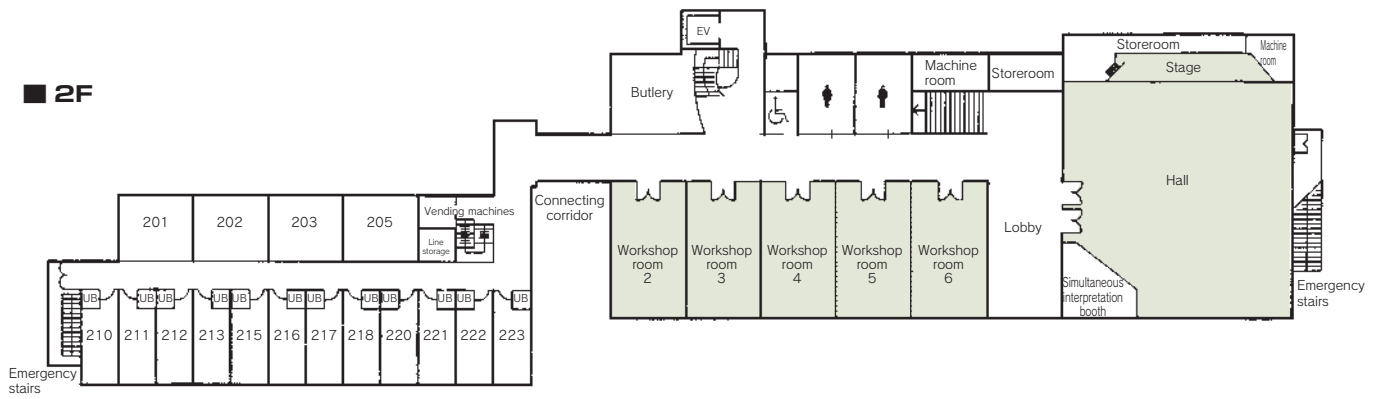 ■ 2F
EV
Butlery
Machine
room
Storeroom
Storeroom
Machine
room
Stage
Hall
201
202
203
205
Vending machines
Line
storage
Connecting
corridor
Workshop
room
2
Workshop
room
3
Workshop
room
4
Workshop
room
5
Workshop
room
6
Lobby
Simultaneous
interpretation
booth
Emergency
stairs
UB
UB
UB
UB
UB
UB
UB
UB
UB
UB
UB
UB
210
211
212
213
215
216
217
218
220
221
222
223
Emergency
stairs